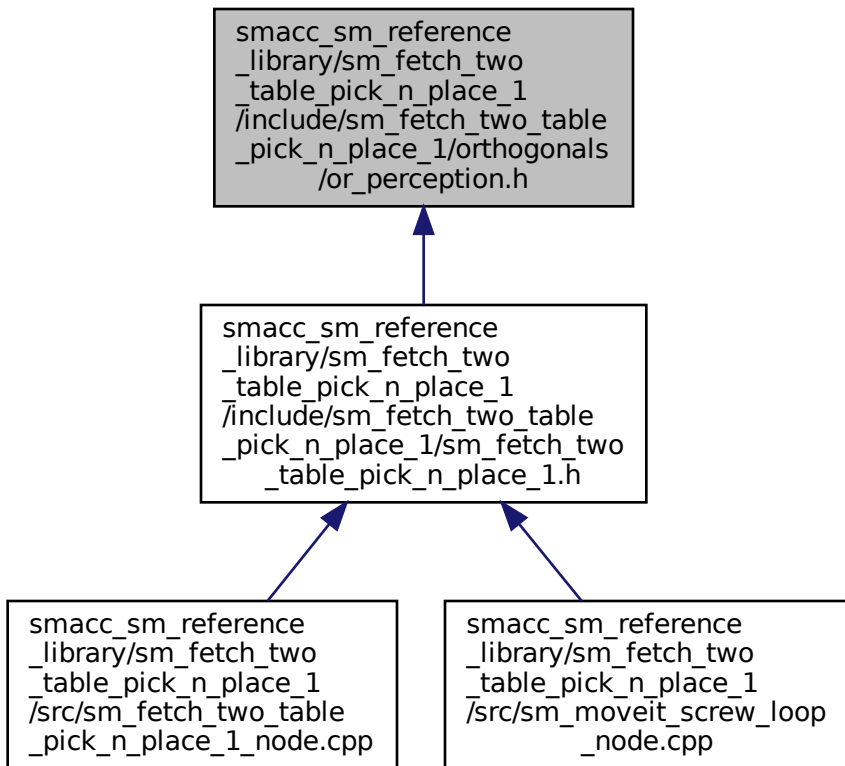 smacc_sm_reference
_library/sm_fetch_two
_table_pick_n_place_1
/include/sm_fetch_two_table
_pick_n_place_1/orthogonals
/or_perception.h
smacc_sm_reference
_library/sm_fetch_two
_table_pick_n_place_1
/include/sm_fetch_two_table
_pick_n_place_1/sm_fetch_two
_table_pick_n_place_1.h
smacc_sm_reference
_library/sm_fetch_two
_table_pick_n_place_1
/src/sm_fetch_two_table
_pick_n_place_1_node.cpp
smacc_sm_reference
_library/sm_fetch_two
_table_pick_n_place_1
/src/sm_moveit_screw_loop
_node.cpp